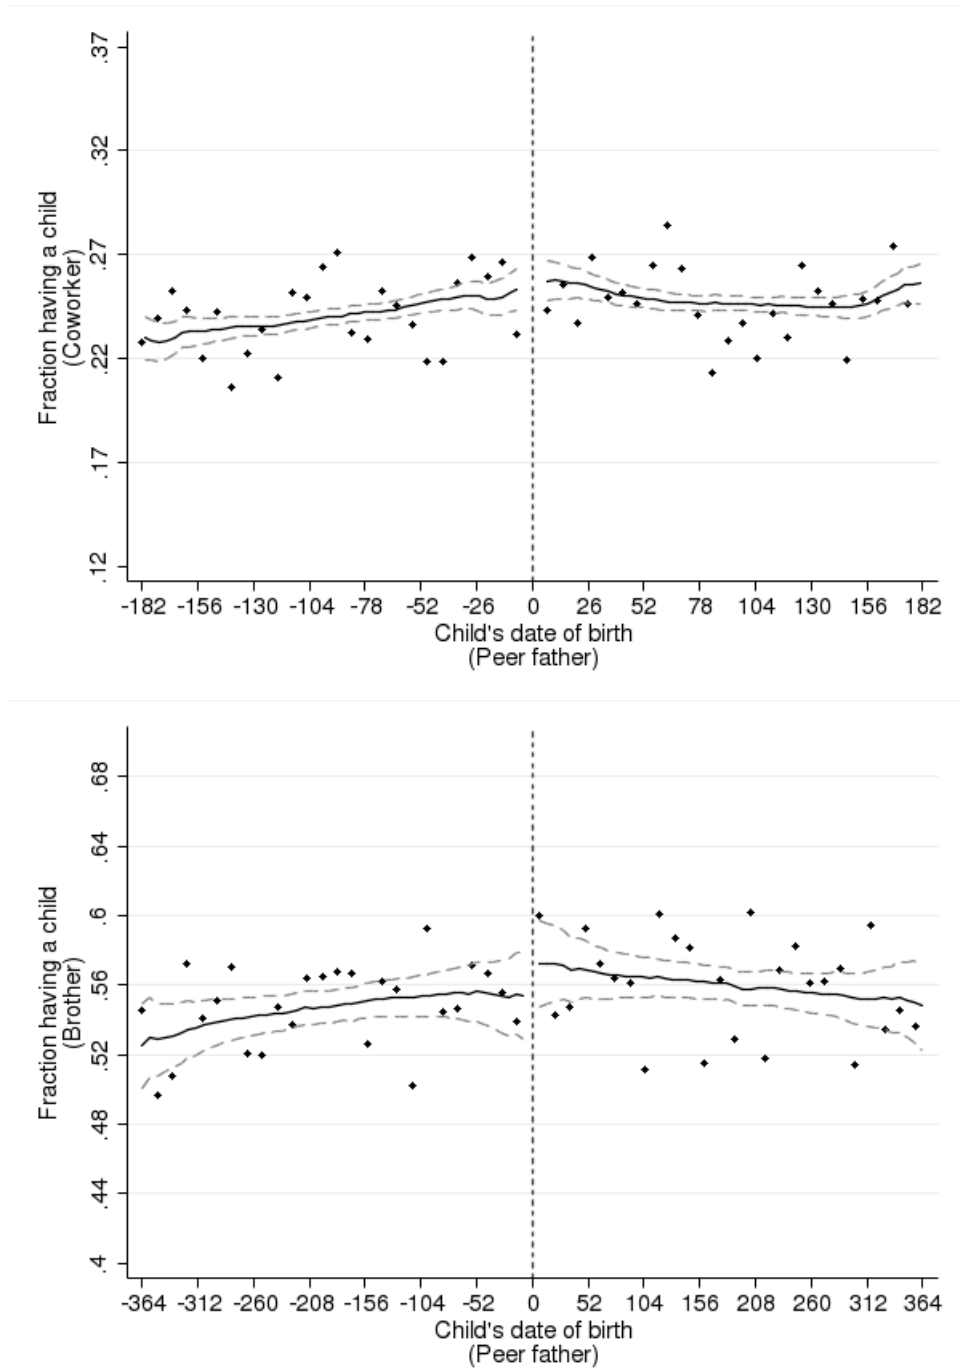 Fraction having a child
(Coworker)
.37
.32
.27
.22
.17
.12
-182 -156 -130 -104 -78 -52 -26 0 26 52 78 104 130 156 182
Child's date of birth
(Peer father)
Fraction having a child
(Brother)
.68
.64
.6
.56
.52
.48
.44
.4
-364 -312 -260 -208 -156 -104 -52 0 52 104 156 208 260 312 364
Child's date of birth
(Peer father)